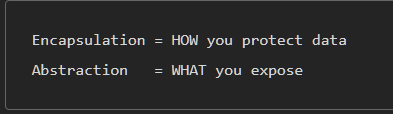 Encapsulation = HOW you protect data
Abstraction   = WHAT you expose